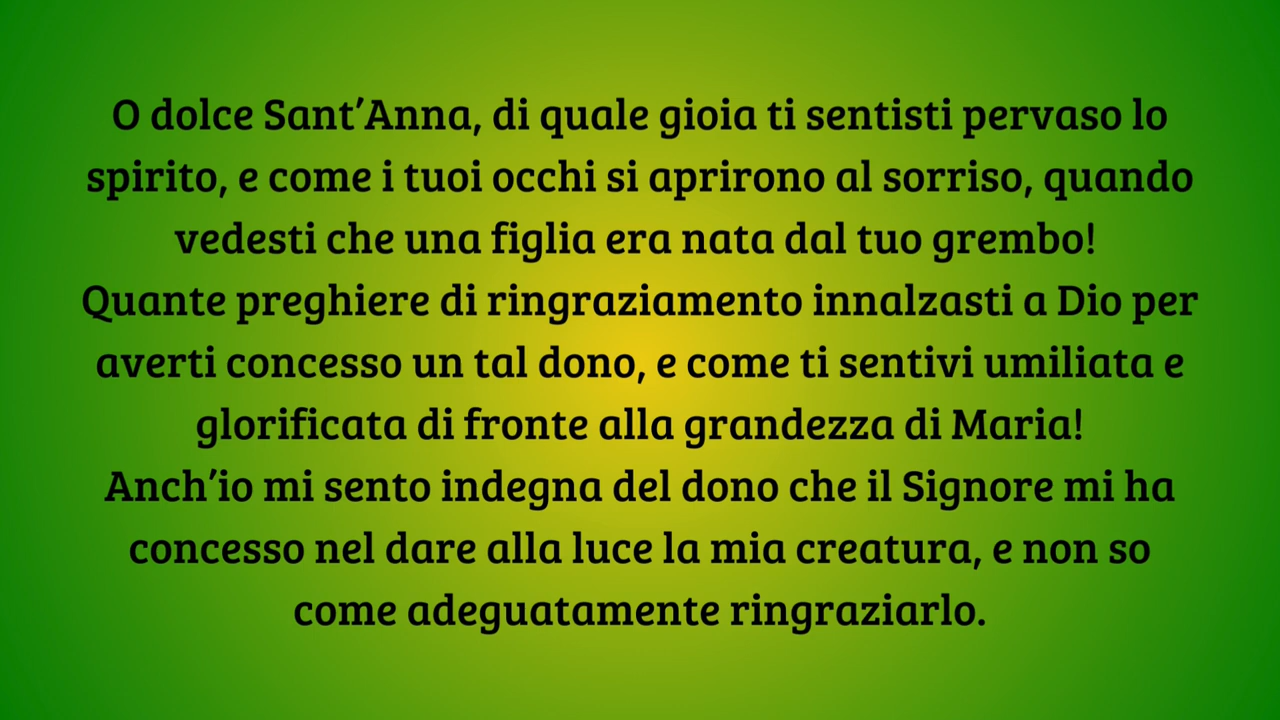 O dolce Sant’Anna, di quale gioia ti sentisti pervaso lo
spirito, e come i tuoi occhi si aprirono al sorriso, quando
vedesti che una figlia era nata dal tuo grembo!
Quante preghiere di ringraziamento innalzasti a Dio per
averti concesso un tal dono, e come ti sentivi umiliata e
glorificata di fronte alla grandezza di Maria!
Anch’io mi sento indegna del dono che il Signore mi ha
concesso nel dare alla luce la mia creatura, e non so
come adeguatamente ringraziarlo.